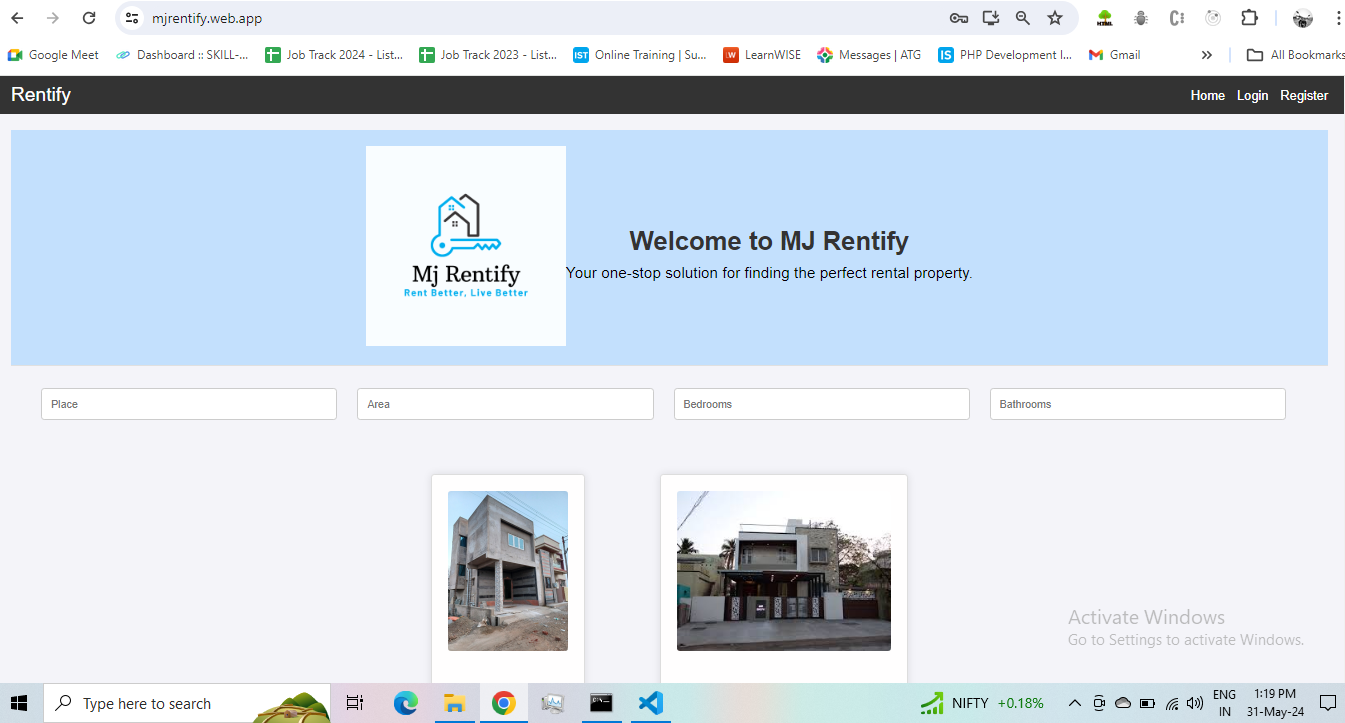 mjrentify.web.app
Google Meet Dashboard :: SKILL-... Job Track 2024 - List... Job Track 2023 - List... IST Online Training | Su... LW LearnWISE Messages | ATG IS PHP Development I... Gmail » All Bookmarks
Rentify Home Login Register
Mj Rentify
Rent Better, Live Better
Welcome to MJ Rentify
Your one-stop solution for finding the perfect rental property.
Place Area Bedrooms Bathrooms
Activate Windows
Go to Settings to activate Windows.
Type here to search NIFTY +0.18% ENG IN 1:19 PM 31-May-24